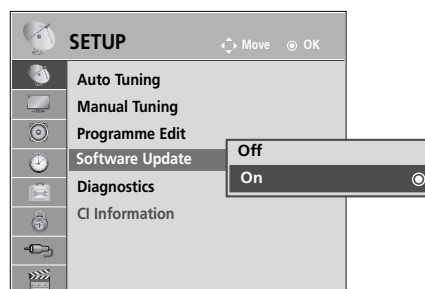 SETUP
Move OK
Auto Tuning
Manual Tuning
Programme Edit
Software Update
Off
On
Diagnostics
CI Information